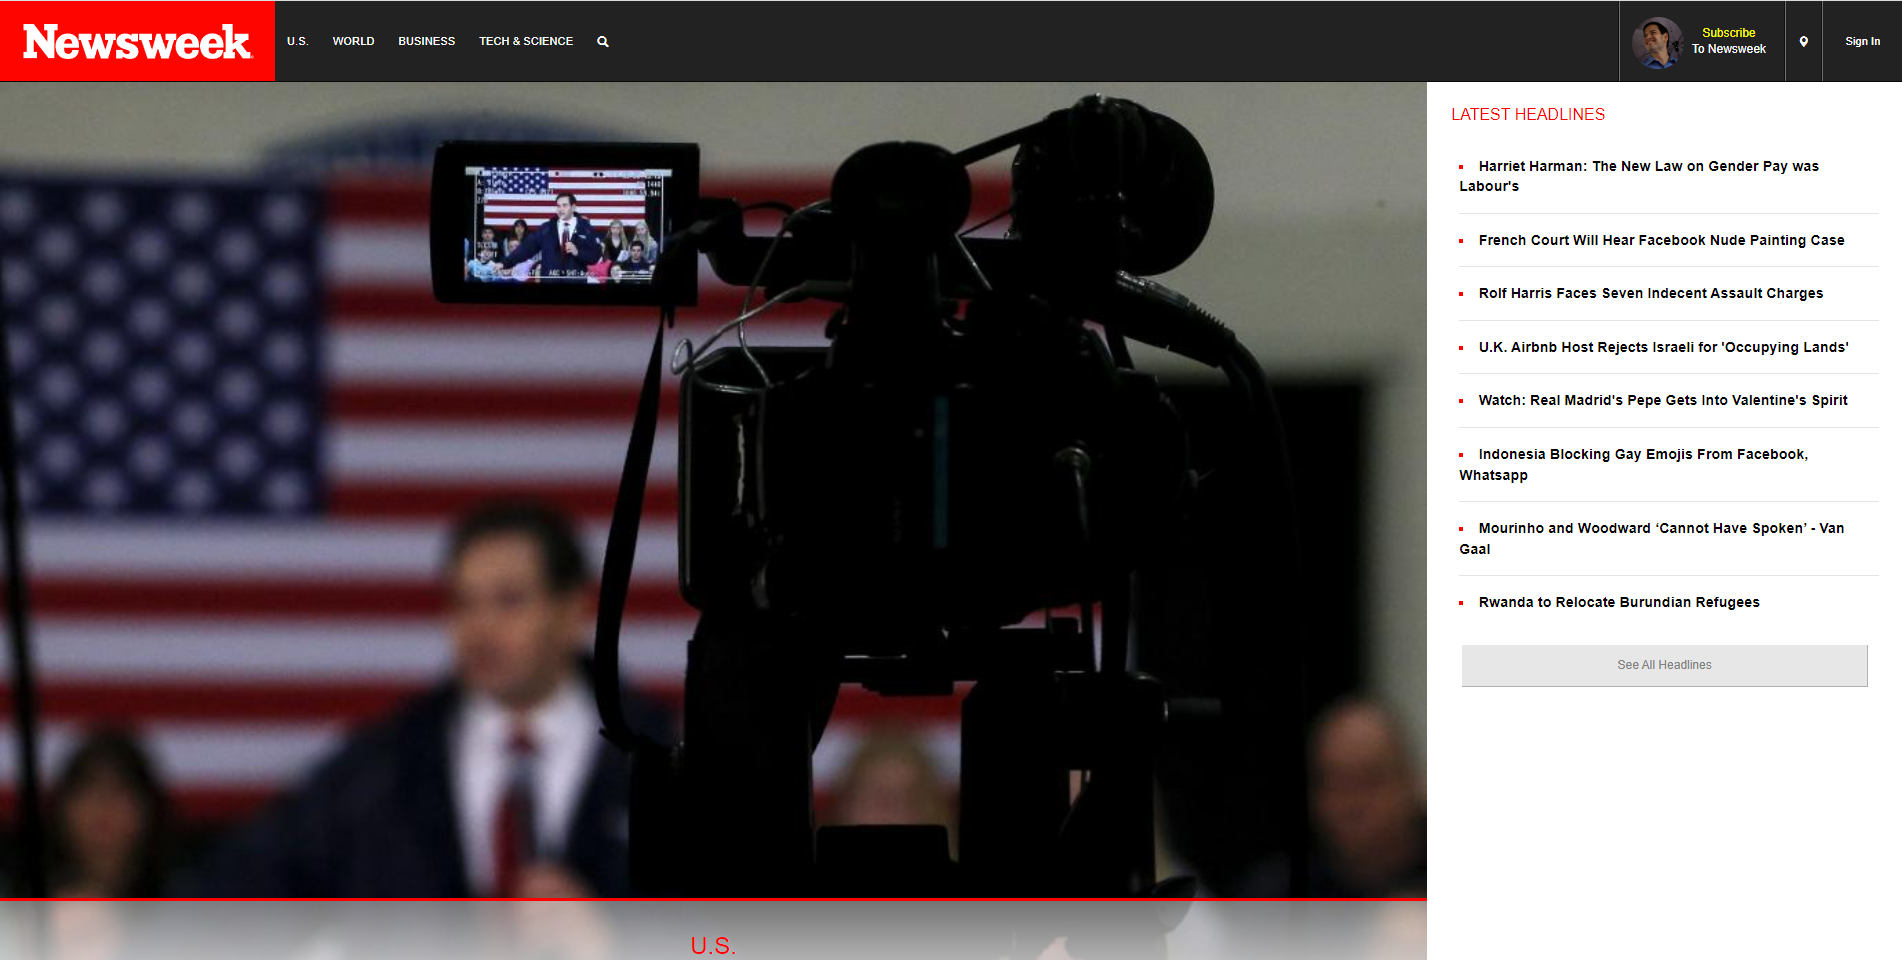 Newsweek
U.S.
WORLD
BUSINESS
TECH & SCIENCE
Subscribe
To Newsweek
Sign In
LATEST HEADLINES
Harriet Harman: The New Law on Gender Pay was
Labour's
French Court Will Hear Facebook Nude Painting Case
Rolf Harris Faces Seven Indecent Assault Charges
U.K. Airbnb Host Rejects Israeli for 'Occupying Lands'
Watch: Real Madrid's Pepe Gets Into Valentine's Spirit
Indonesia Blocking Gay Emojis From Facebook,
Whatsapp
Mourinho and Woodward ‘Cannot Have Spoken’ - Van
Gaal
Rwanda to Relocate Burundian Refugees
See All Headlines
U.S.